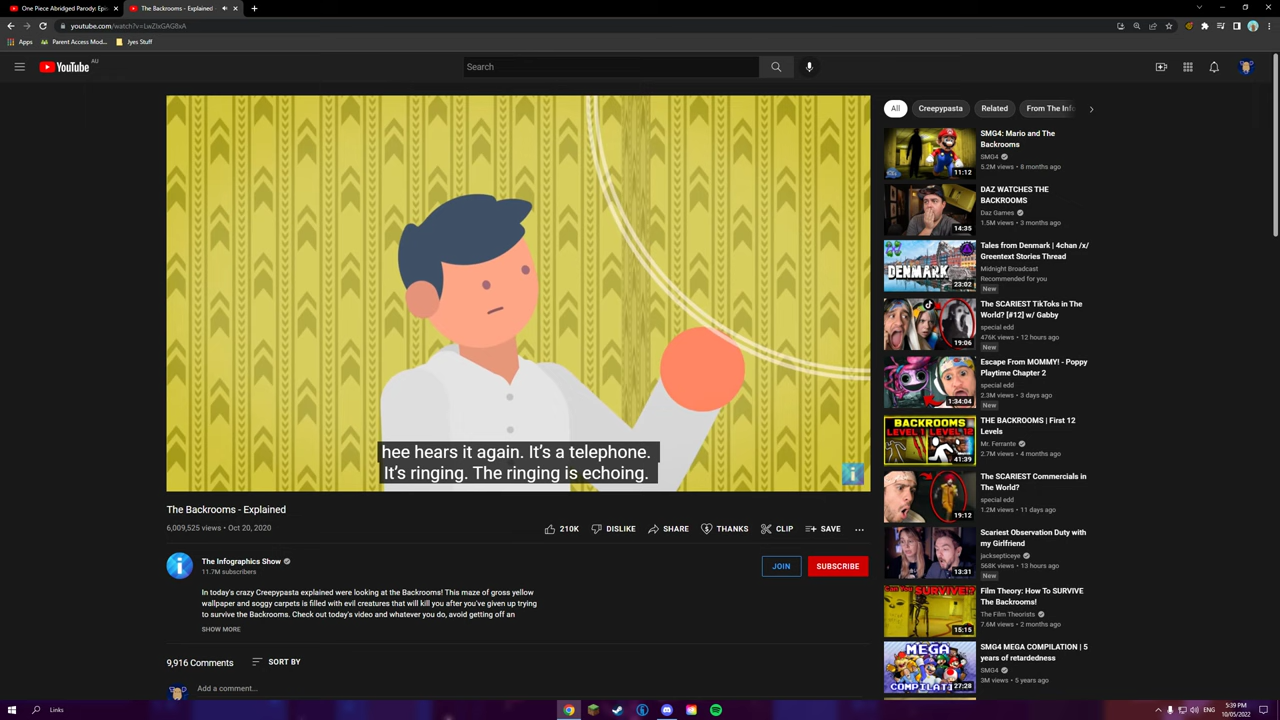 One Piece Abridged Parody: Epi
The Backrooms - Explained
youtube.com/watch?v=LwZIxGAG8xA
Apps
Parent Access Mod...
Jyes Stuff
YouTube
AU
Search
hee hears it again. It’s a telephone.
It’s ringing. The ringing is echoing.
The Backrooms - Explained
6,009,525 views • Oct 20, 2020
210K
DISLIKE
SHARE
THANKS
CLIP
SAVE
The Infographics Show
11.7M subscribers
JOIN
SUBSCRIBE
In today's crazy Creepypasta explained were looking at the Backrooms! This maze of gross yellow
wallpaper and soggy carpets is filled with evil creatures that will kill you after you've given up trying
to survive the Backrooms. Check out today's video and whatever you do, avoid getting off an
SHOW MORE
9,916 Comments
SORT BY
Add a comment...
All
Creepypasta
Related
From The Info
11:12
SMG4: Mario and The
Backrooms
SMG4
5.2M views • 8 months ago
14:35
DAZ WATCHES THE
BACKROOMS
Daz Games
1.5M views • 3 months ago
DENMARK
23:02
Tales from Denmark | 4chan /x/
Greentext Stories Thread
Midnight Broadcast
Recommended for you
New
19:06
The SCARIEST TikToks in The
World? [#12] w/ Gabby
special edd
476K views • 12 hours ago
New
1:34:04
Escape From MOMMY! - Poppy
Playtime Chapter 2
special edd
2.3M views • 3 days ago
New
BACKROOMS
LEVEL 1 LEVEL 12
41:39
THE BACKROOMS | First 12
Levels
Mr. Ferrante
2.7M views • 4 months ago
19:12
The SCARIEST Commercials in
The World?
special edd
1.2M views • 11 days ago
13:31
Scariest Observation Duty with
my Girlfriend
jacksepticeye
568K views • 13 hours ago
New
SURVIVE!?
15:15
Film Theory: How To SURVIVE
The Backrooms!
The Film Theorists
7.6M views • 2 months ago
MEGA
COMPILATION
27:28
SMG4 MEGA COMPILATION | 5
years of retardedness
SMG4
3M views • 5 years ago
Links
ENG
5:39 PM
10/05/2022